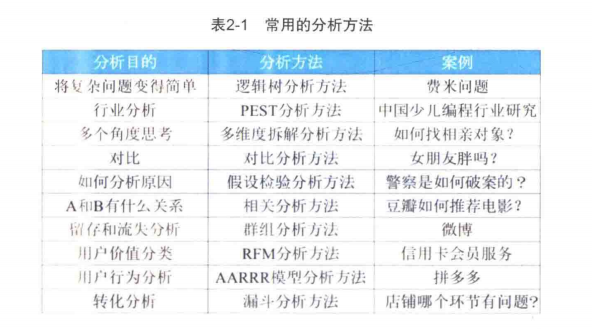 表2-1 常用的分析方法
分析目的 分析方法 案例
将复杂问题变得简单 逻辑树分析方法 费米问题
行业分析 PEST分析方法 中国少儿编程行业研究
多个角度思考 多维度拆解分析方法 如何找相亲对象？
对比 对比分析方法 女朋友胖吗？
如何分析原因 假设检验分析方法 警察是如何破案的？
A和B有什么关系 相关分析方法 豆瓣如何推荐电影？
留存和流失分析 群组分析方法 微博
用户价值分类 RFM分析方法 信用卡会员服务
用户行为分析 AARRR模型分析方法 拼多多
转化分析 漏斗分析方法 店铺哪个环节有问题?